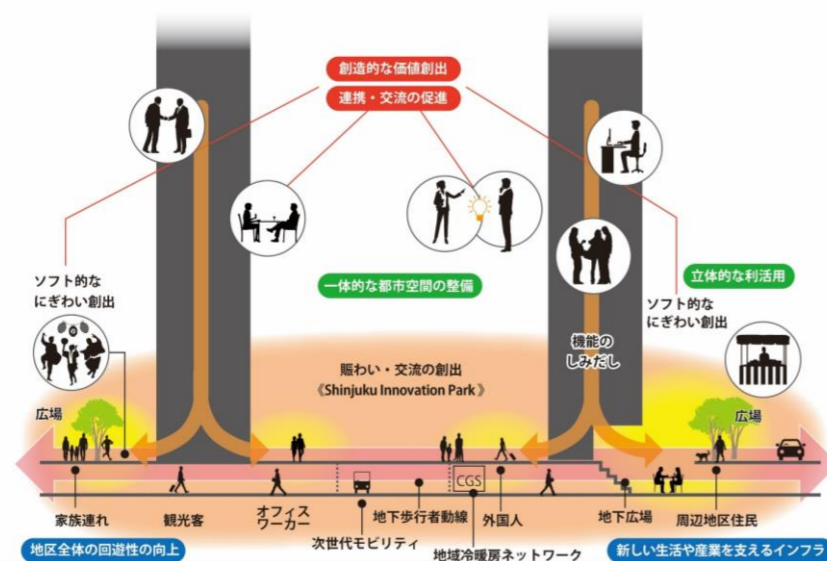 創造的な価値創出
連携・交流の促進
ソフト的な
にぎわい創出
一体的な都市空間の整備
立体的な利活用
ソフト的な
にぎわい創出
機能の
しみだし
賑わい・交流の創出
《Shinjuku Innovation Park》
広場
広場
CGS
家族連れ
観光客
オフィス
ワーカー
次世代モビリティ
地下歩行者動線
地域冷暖房ネットワーク
外国人
地下広場
周辺地区住民
地区全体の回遊性の向上
新しい生活や産業を支えるインフラ